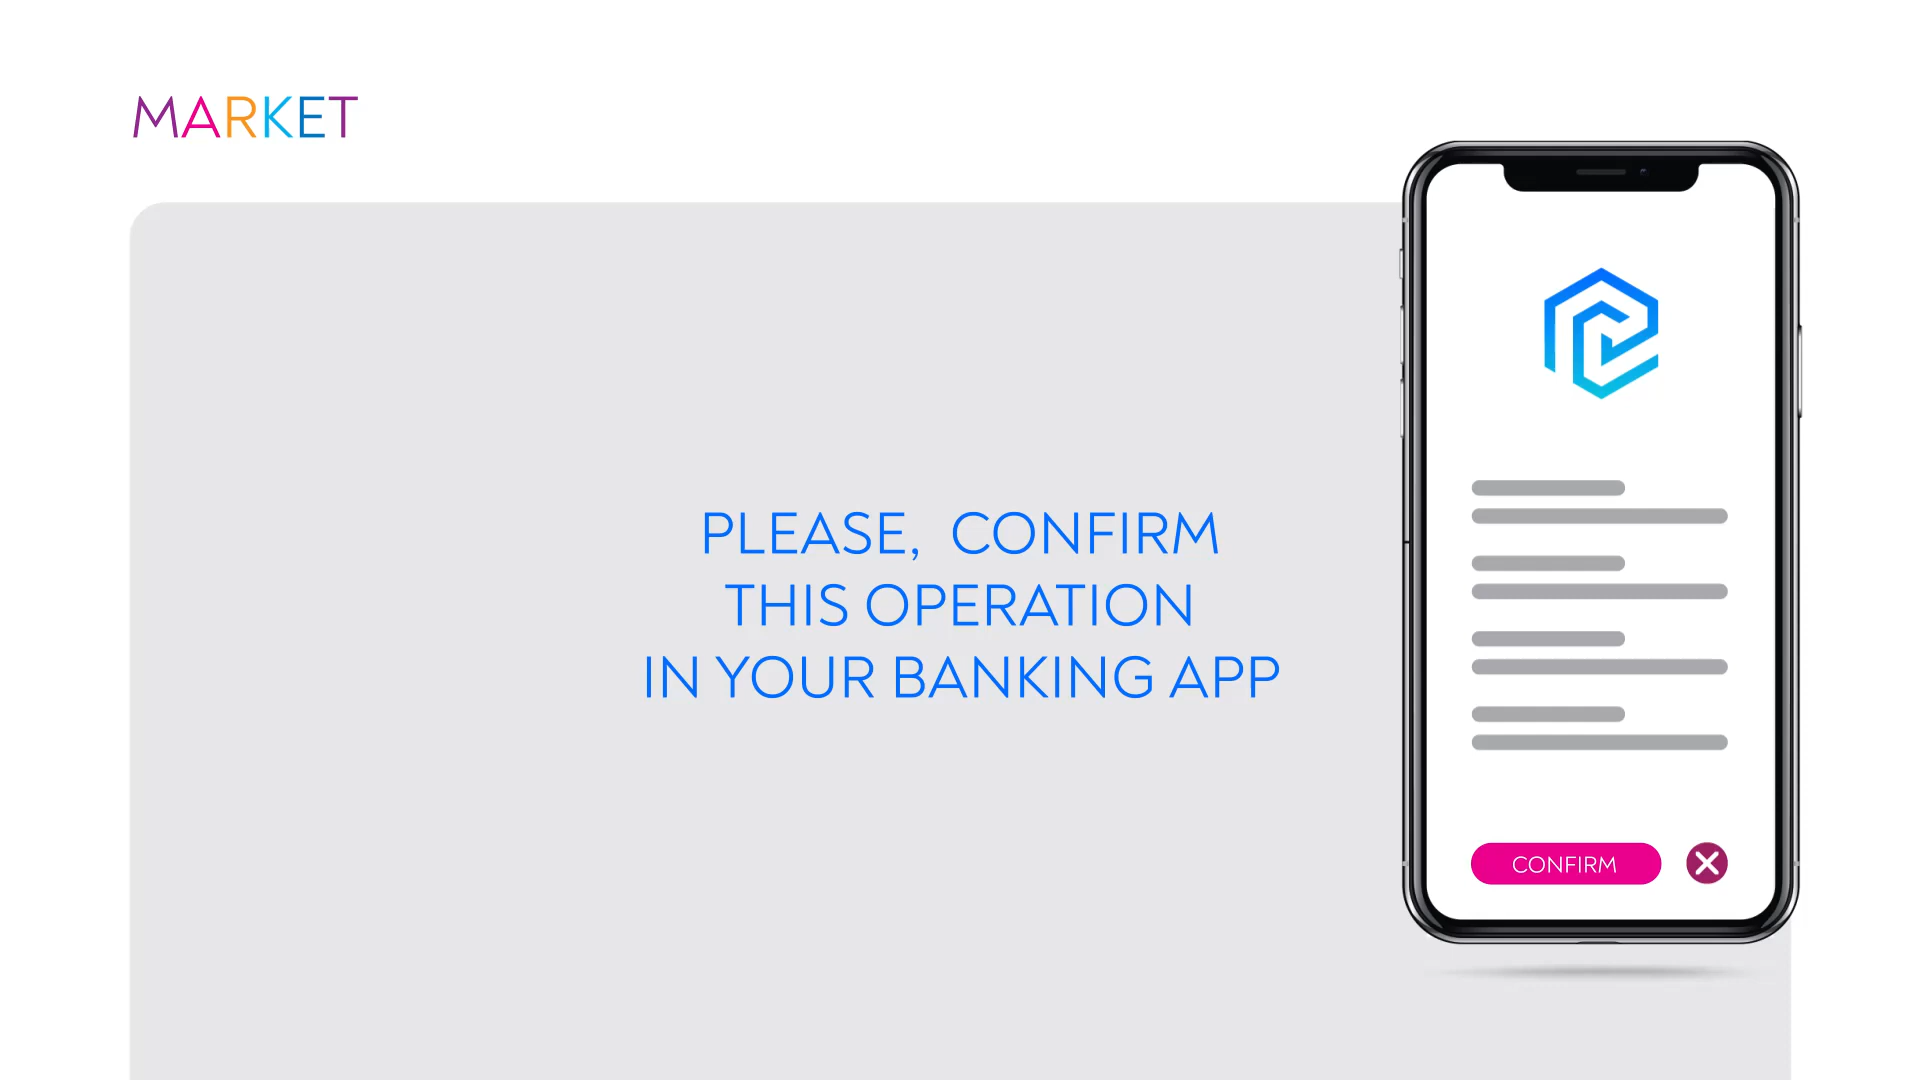 MARKET
PLEASE, CONFIRM
THIS OPERATION
IN YOUR BANKING APP
CONFIRM